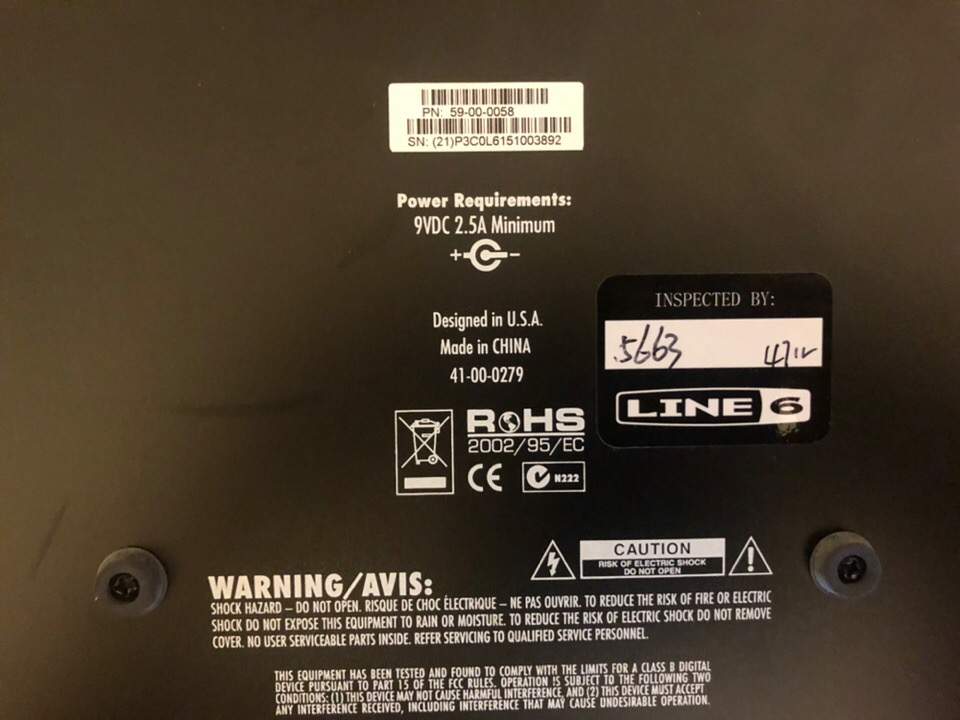 PN: 59-00-0058
SN: (21)P3C0L6151003892
Power Requirements:
9VDC 2.5A Minimum
+ -
Designed in U.S.A.
Made in CHINA
41-00-0279
INSPECTED BY:
5663
LINE 6
RoHS
2002/95/EC
CE
N222
CAUTION
RISK OF ELECTRIC SHOCK
DO NOT OPEN
WARNING/AVIS:
SHOCK HAZARD – DO NOT OPEN. RISQUE DE CHOC ÉLECTRIQUE – NE PAS OUVRIR. TO REDUCE THE RISK OF FIRE OR ELECTRIC
SHOCK DO NOT EXPOSE THIS EQUIPMENT TO RAIN OR MOISTURE. TO REDUCE THE RISK OF ELECTRIC SHOCK DO NOT REMOVE
COVER. NO USER SERVICEABLE PARTS INSIDE. REFER SERVICING TO QUALIFIED SERVICE PERSONNEL.
THIS EQUIPMENT HAS BEEN TESTED AND FOUND TO COMPLY WITH THE LIMITS FOR A CLASS B DIGITAL
DEVICE PURSUANT TO PART 15 OF THE FCC RULES. OPERATION IS SUBJECT TO THE FOLLOWING TWO
CONDITIONS: (1) THIS DEVICE MAY NOT CAUSE HARMFUL INTERFERENCE, AND (2) THIS DEVICE MUST ACCEPT
ANY INTERFERENCE RECEIVED, INCLUDING INTERFERENCE THAT MAY CAUSE UNDESIRABLE OPERATION.